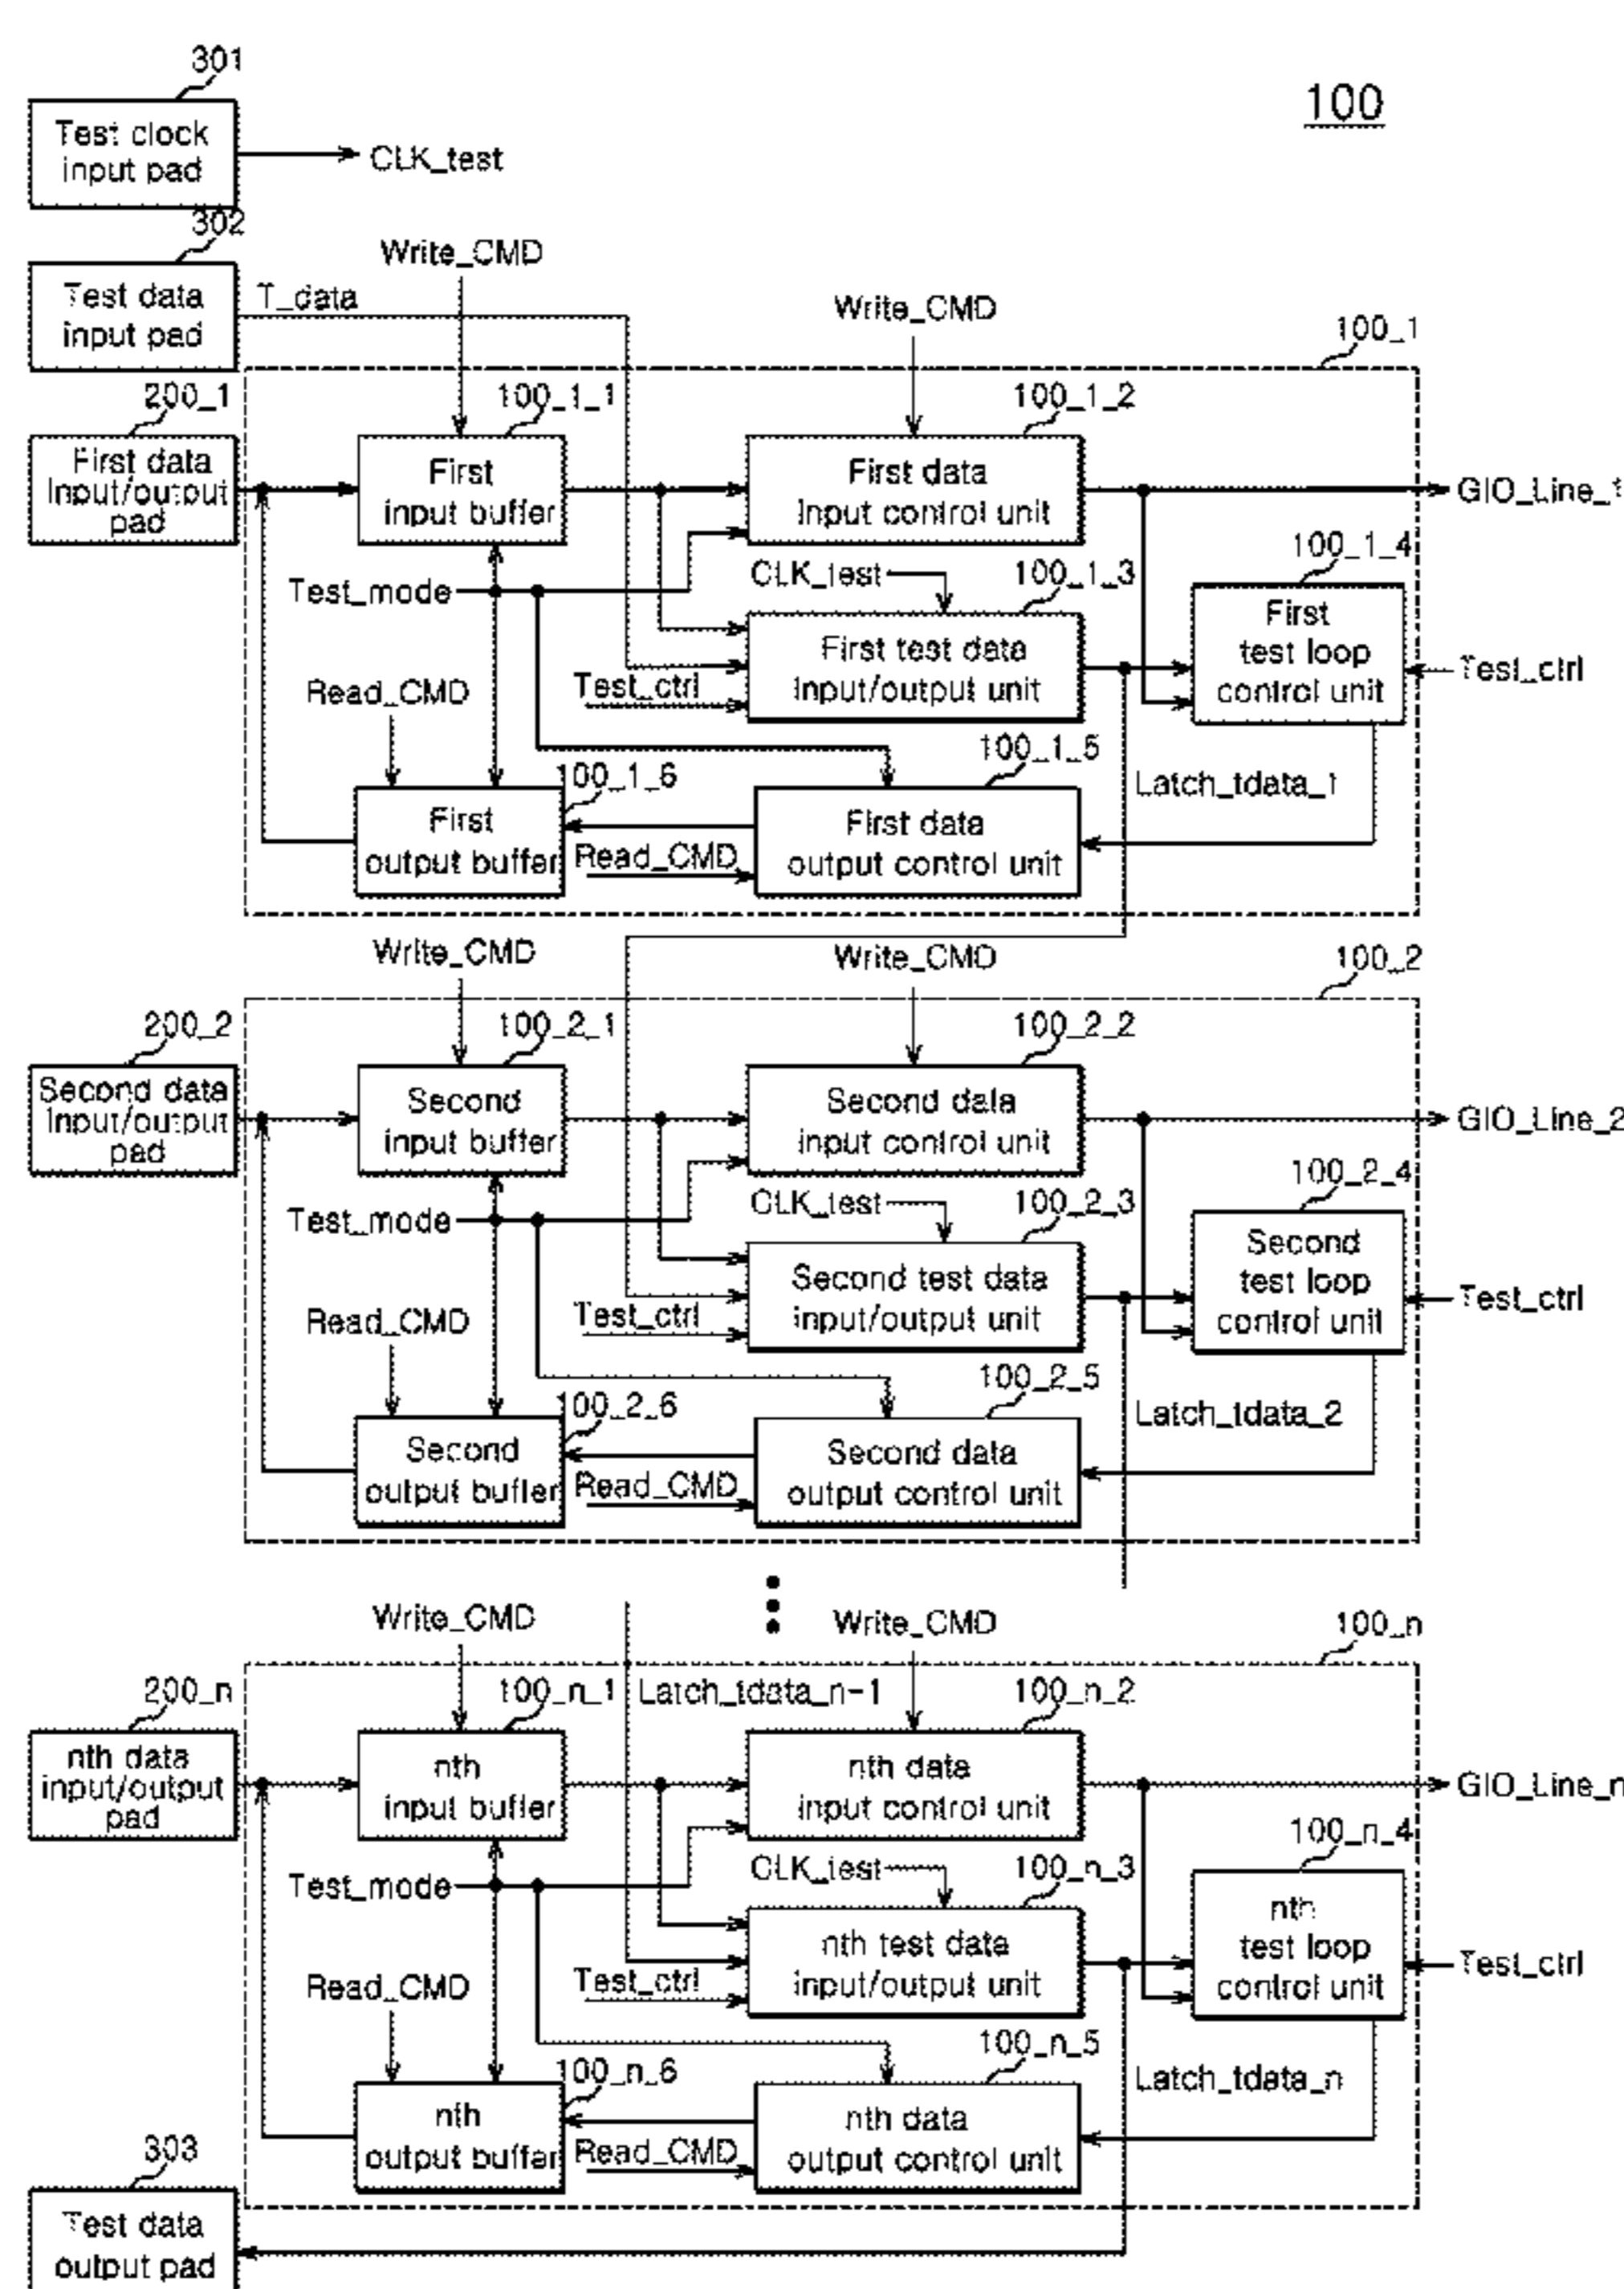 301
100
Test clock
input pad
CLK_test
302
Write_CMD
Test data
input pad
T_data
Write_CMD
100_1
200_1
100_1_1
100_1_2
First data
Input/output
pad
First
input buffer
First data
Input control unit
GIO_Line_1
Test_mode
CLK_test
100_1_3
100_1_4
First test data
Input/output unit
First
test loop
control unit
Test_ctrl
Test_ctrl
Read_CMD
100_1_5
Latch_tdata_1
100_1_6
First
output buffer
Read_CMD
First data
output control unit
Write_CMD
Write_CMD
100_2
200_2
100_2_1
100_2_2
Second data
Input/output
pad
Second
input buffer
Second data
input control unit
GIO_Line_2
Test_mode
CLK_test
100_2_3
100_2_4
Second test data
input/output unit
Second
test loop
control unit
Test_ctrl
Test_ctrl
Read_CMD
100_2_5
Latch_tdata_2
100_2_6
Second
output buffer
Read_CMD
Second data
output control unit
Write_CMD
Write_CMD
100_n
200_n
100_n_1
Latch_tdata_n-1
100_n_2
nth data
input/output
pad
nth
input buffer
nth data
input control unit
GIO_Line_n
Test_mode
CLK_test
100_n_3
100_n_4
nth test data
input/output unit
nth
test loop
control unit
Test_ctrl
Test_ctrl
Read_CMD
100_n_5
Latch_tdata_n
100_n_6
nth
output buffer
Read_CMD
nth data
output control unit
303
Test data
output pad